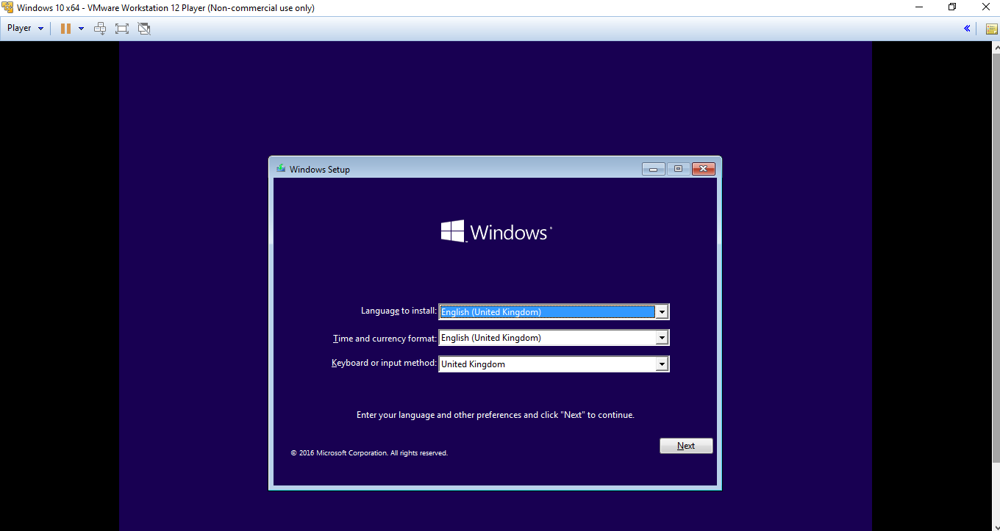 Windows 10 x64 - VMware Workstation 12 Player (Non-commercial use only)
Player
Windows Setup
Windows
Language to install: English (United Kingdom)
Time and currency format: English (United Kingdom)
Keyboard or input method: United Kingdom
Enter your language and other preferences and click "Next" to continue.
Next
© 2016 Microsoft Corporation. All rights reserved.